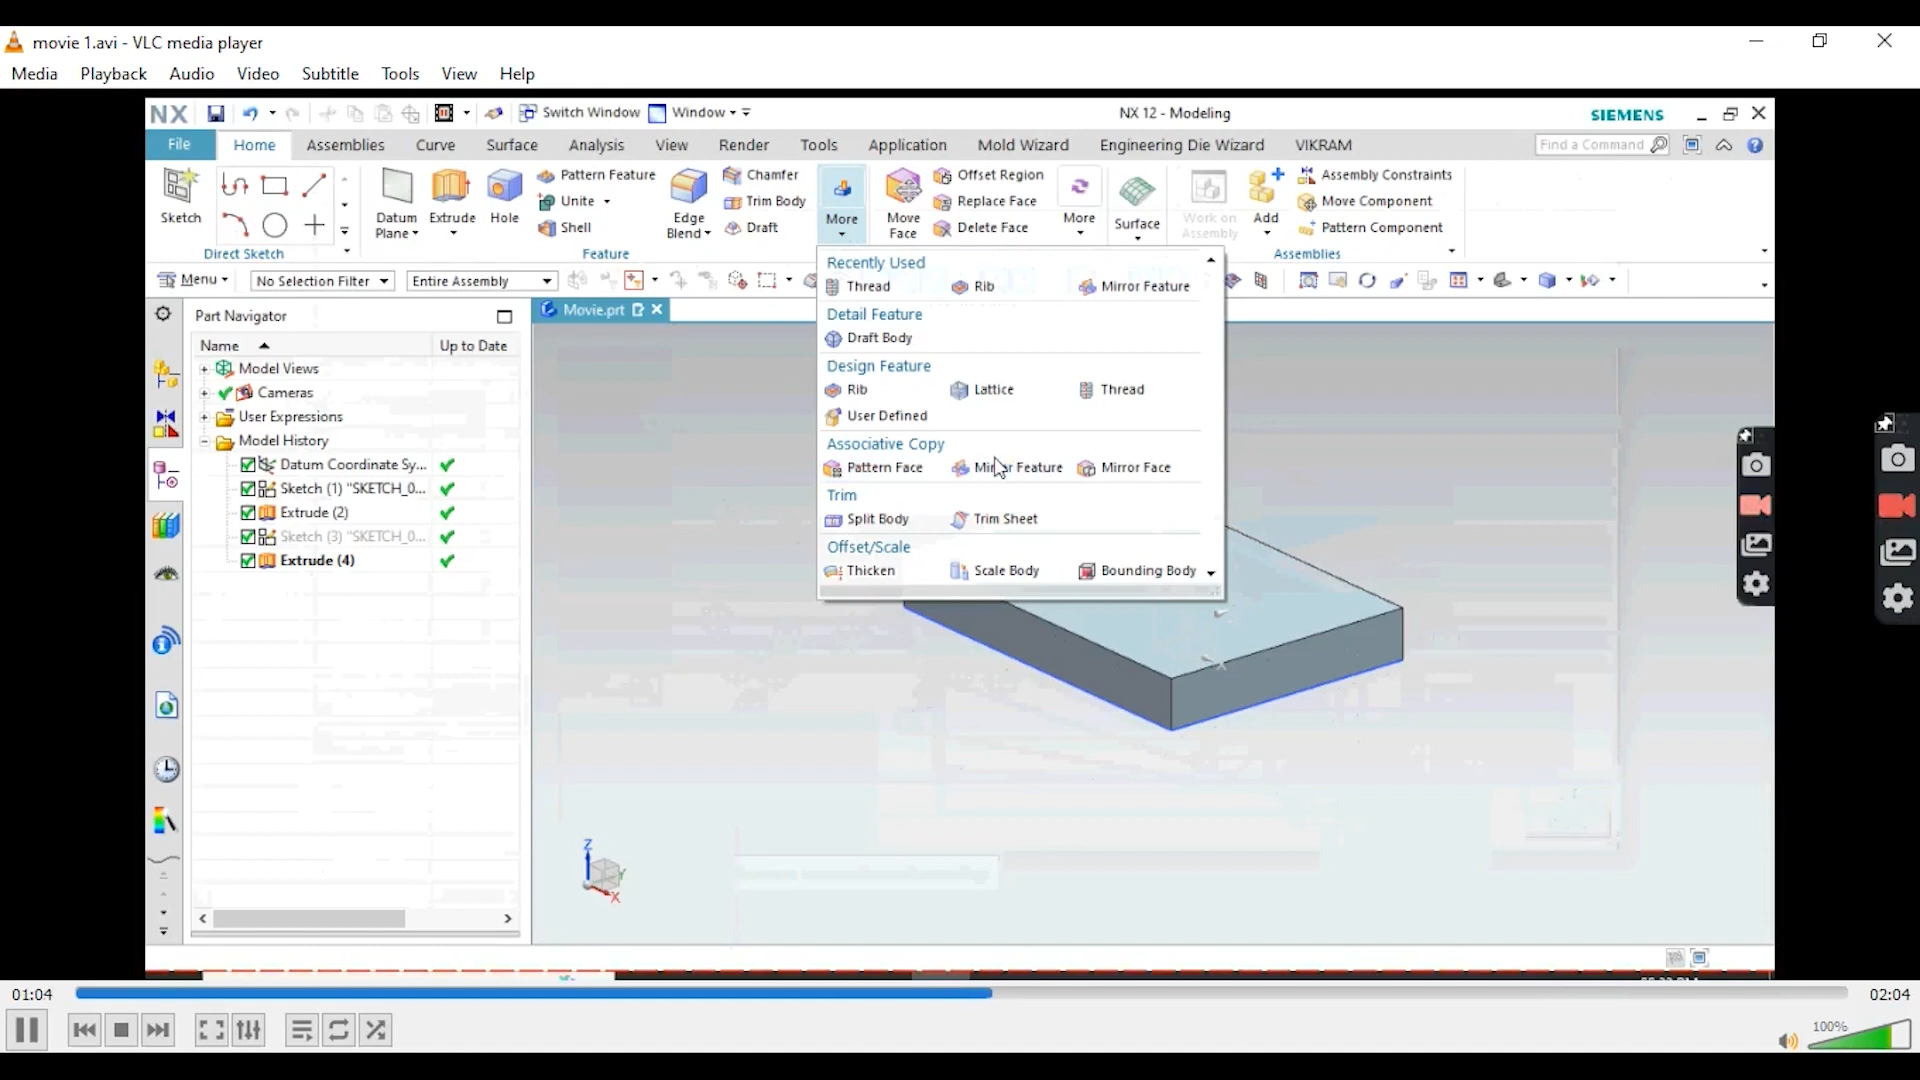 movie 1.avi - VLC media player
Media Playback Audio Video Subtitle Tools View Help
NX Switch Window Window NX 12 - Modeling SIEMENS
File Home Assemblies Curve Surface Analysis View Render Tools Application Mold Wizard Engineering Die Wizard VIKRAM Find a Command
Pattern Feature Chamfer Offset Region Assembly Constraints
Unite Trim Body Replace Face Move Component
Sketch Datum Plane Extrude Hole Shell Edge Blend Draft More Move Face Delete Face More Surface Work on Assembly Add Pattern Component
Direct Sketch Feature Assemblies
Menu No Selection Filter Entire Assembly
Recently Used
Thread Rib Mirror Feature
Detail Feature
Draft Body
Design Feature
Rib Lattice Thread
User Defined
Associative Copy
Pattern Face Mirror Feature Mirror Face
Trim
Split Body Trim Sheet
Offset/Scale
Thicken Scale Body Bounding Body
Part Navigator
Movie.prt
Name Up to Date
Model Views
Cameras
User Expressions
Model History
Datum Coordinate Sy...
Sketch (1) "SKETCH_0...
Extrude (2)
Sketch (3) "SKETCH_0...
Extrude (4)
Z
Y
X
01:04 02:04
100%